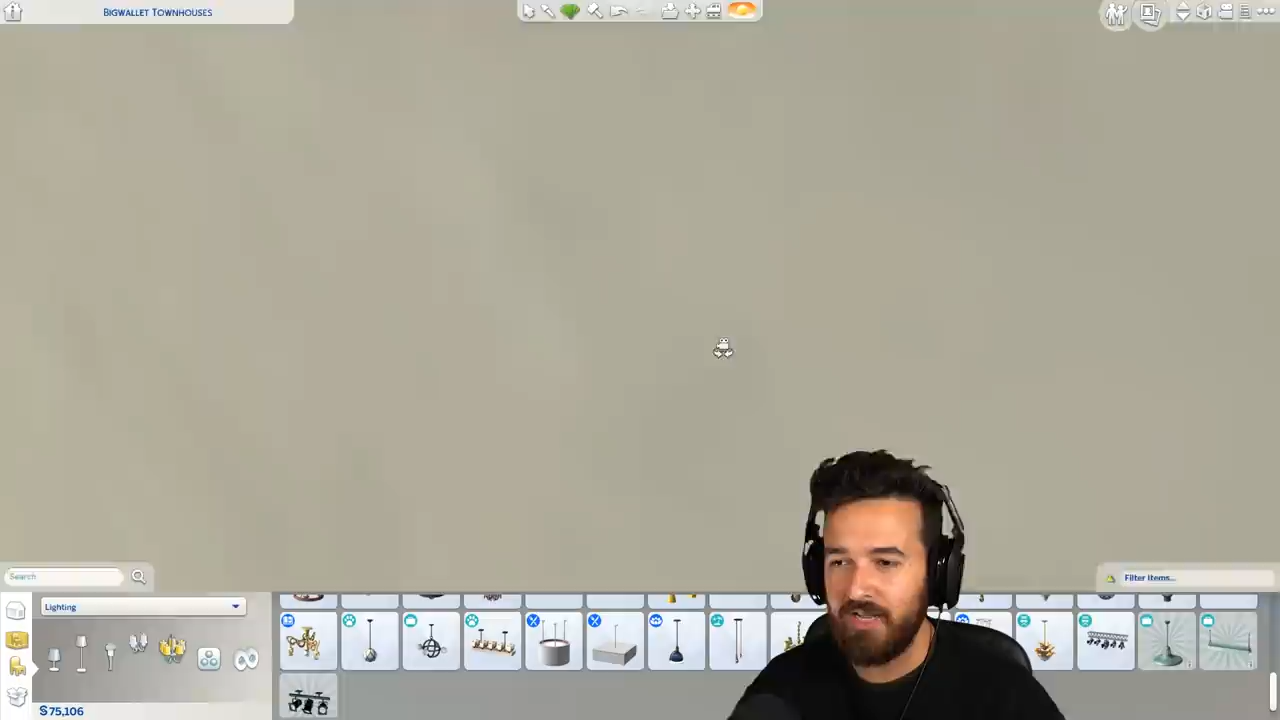 Bigwallet Townhouses
Search
Filter Items...
Lighting
§75,106